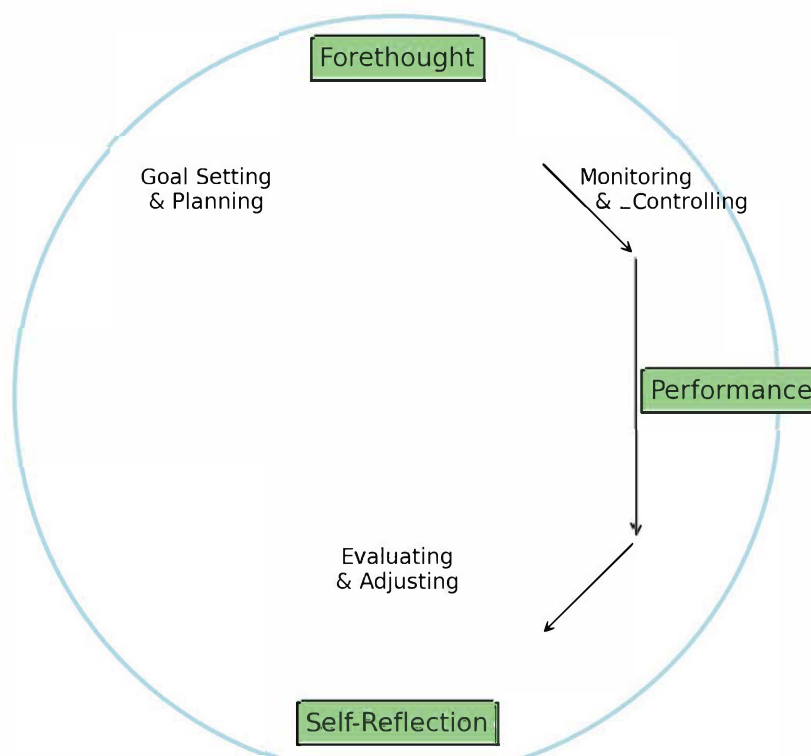 Forethought
Goal Setting
& Planning
Monitoring
& _Controlling
Performance
Evaluating
& Adjusting
Self-Reflection